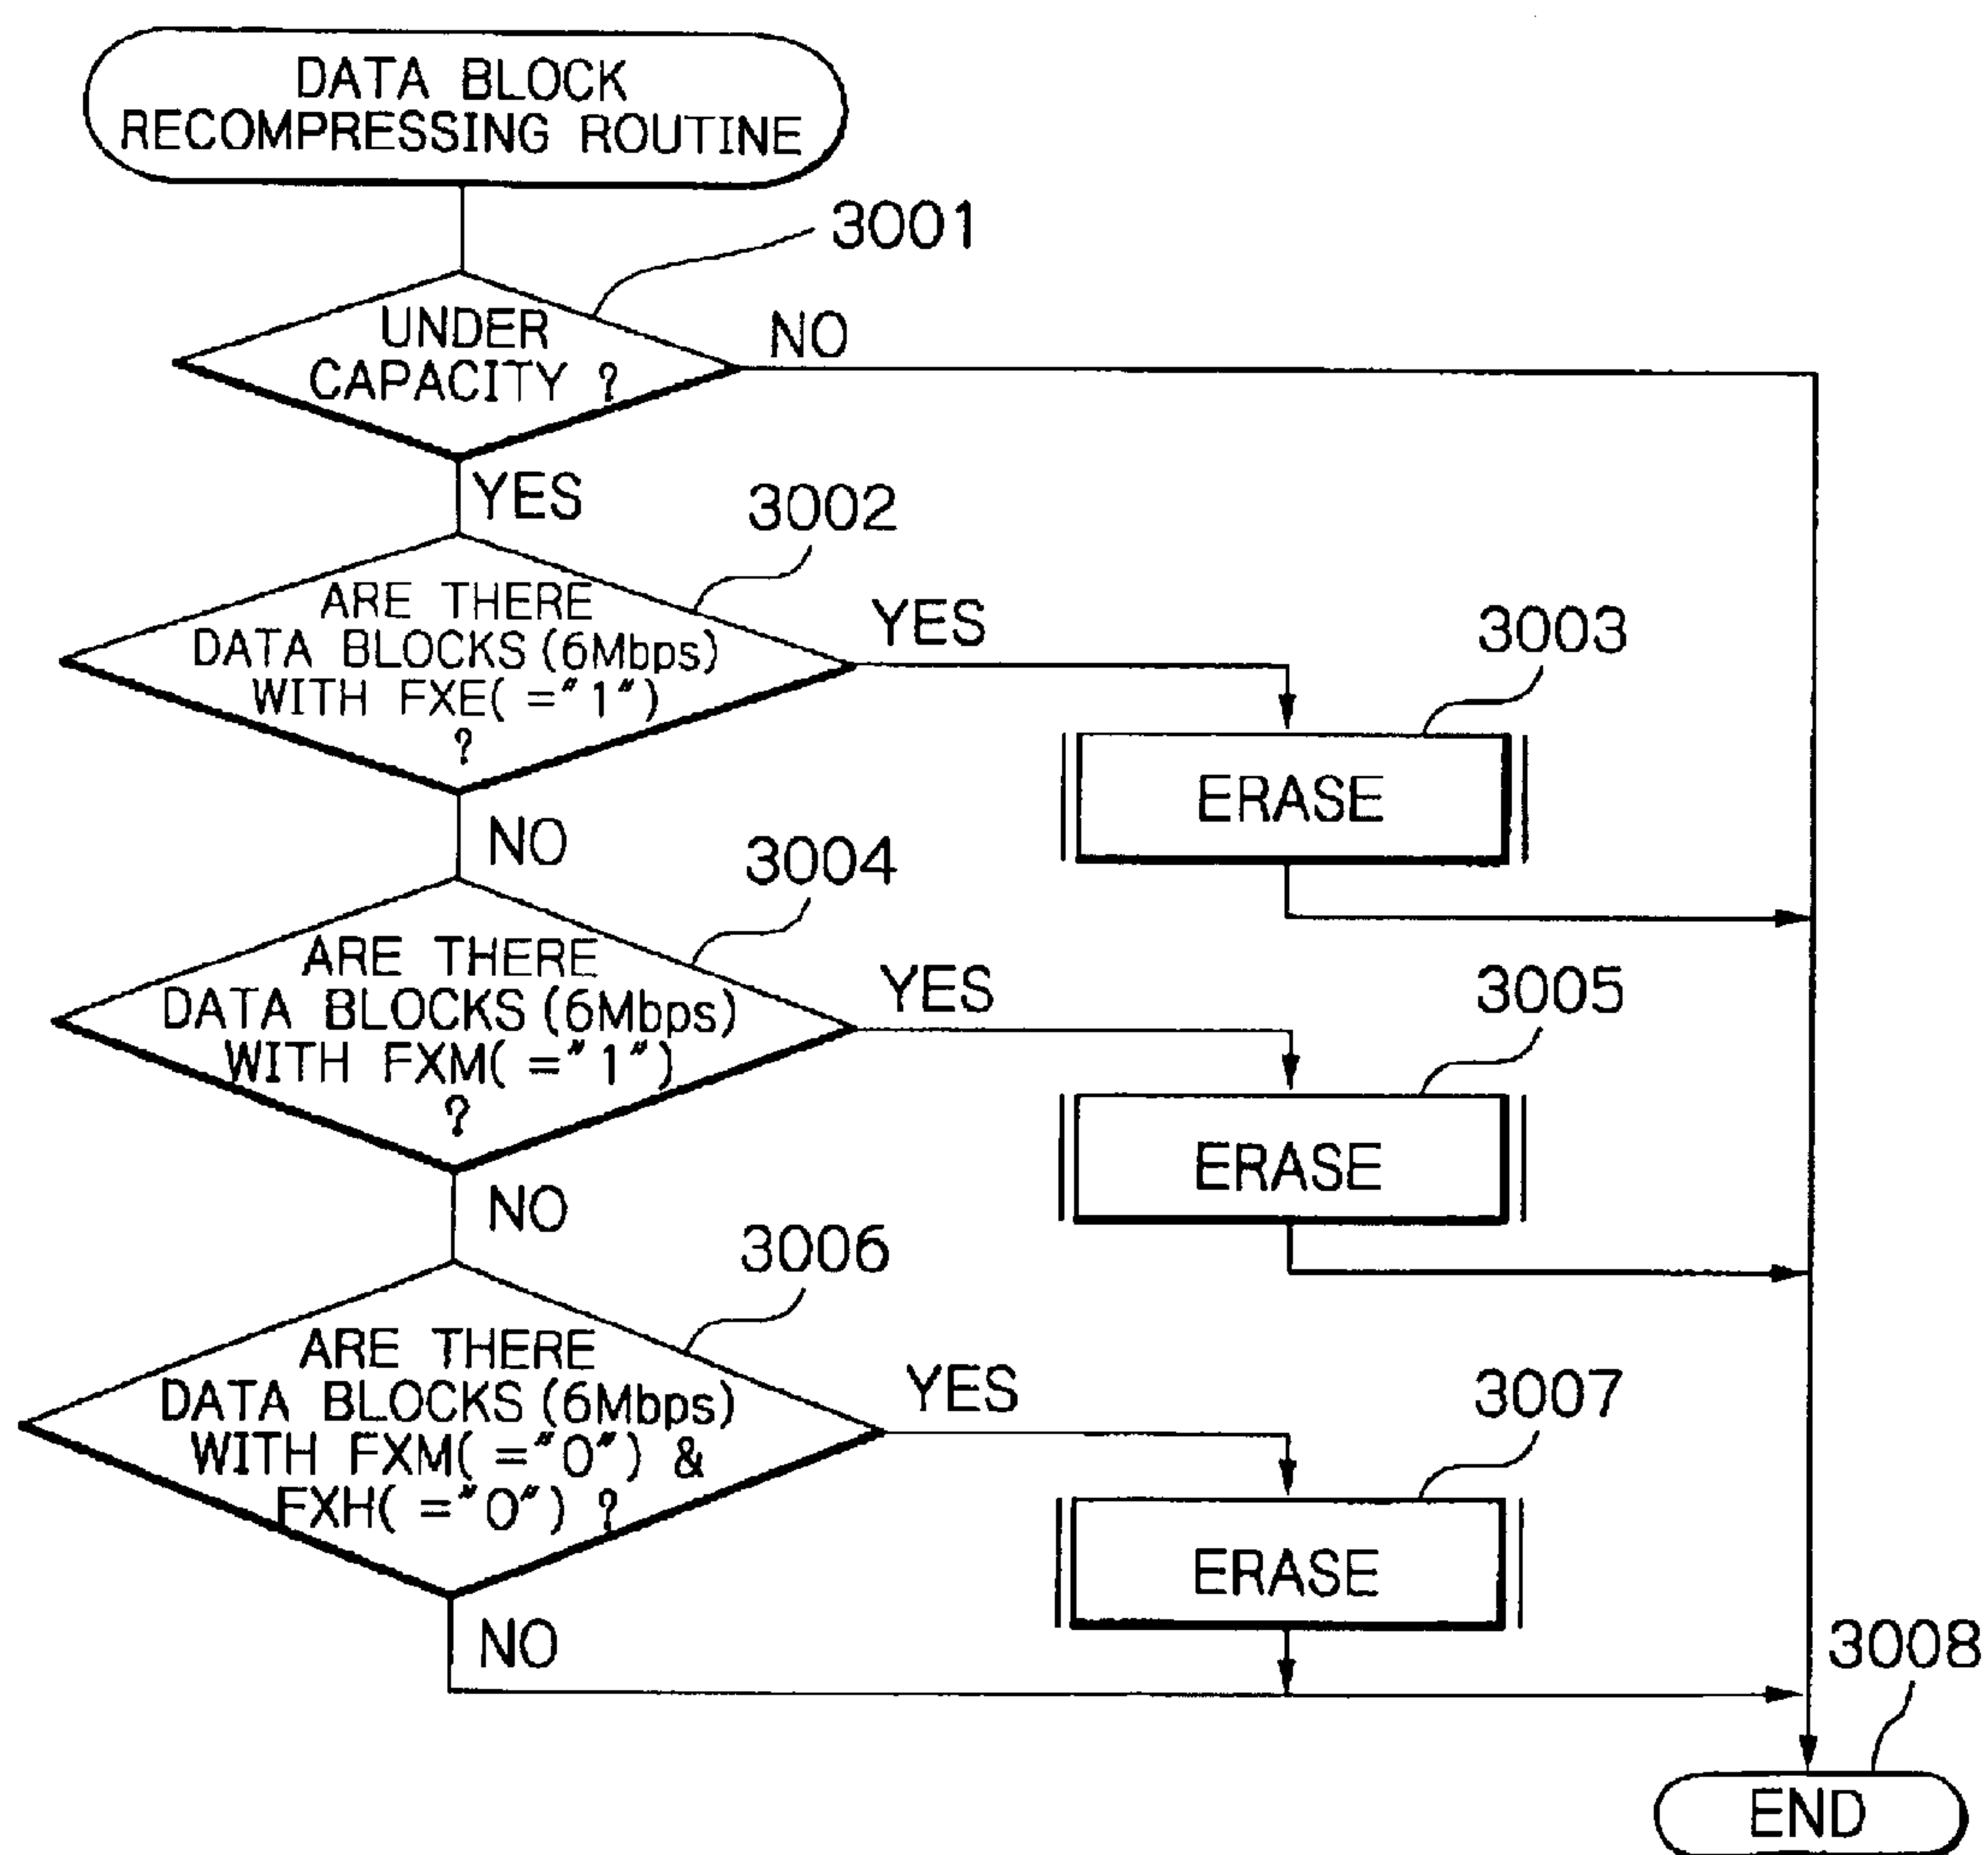 DATA BLOCK
RECOMPRESSING ROUTINE
3001
UNDER
CAPACITY ?
NO
YES
3002
ARE THERE
DATA BLOCKS (6Mbps)
WITH FXE( ="1")
?
YES
3003
ERASE
NO
3004
ARE THERE
DATA BLOCKS (6Mbps)
WITH FXM( ="1")
?
YES
3005
ERASE
NO
3006
ARE THERE
DATA BLOCKS (6Mbps)
WITH FXM( ="0") &
FXH( ="0") ?
YES
3007
ERASE
NO
3008
END